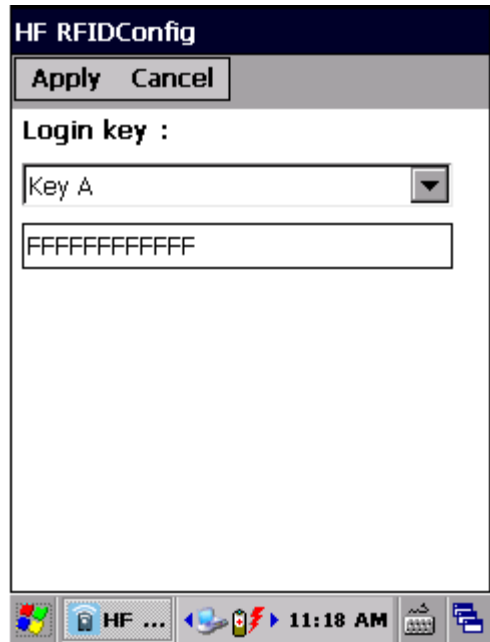 HF RFIDConfig
Apply Cancel
Login key :
Key A
FFFFFFFFFFFF
HF ... 11:18 AM